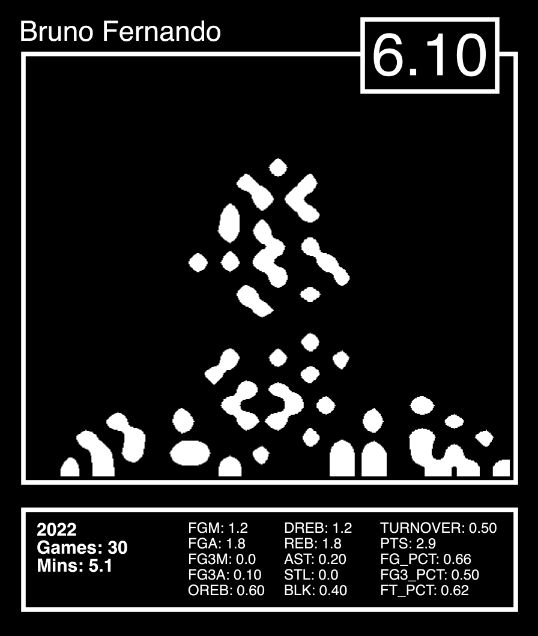 Bruno Fernando
6.10
2022
Games: 30
Mins: 5.1
FGM: 1.2
FGA: 1.8
FG3M: 0.0
FG3A: 0.10
OREB: 0.60
DREB: 1.2
REB: 1.8
AST: 0.20
STL: 0.0
BLK: 0.40
TURNOVER: 0.50
PTS: 2.9
FG_PCT: 0.66
FG3_PCT: 0.50
FT_PCT: 0.62